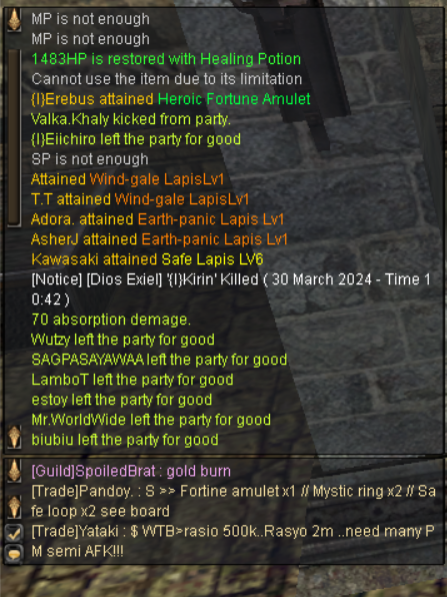 MP is not enough
MP is not enough
1483HP is restored with Healing Potion
Cannot use the item due to its limitation
{I}Erebus attained Heroic Fortune Amulet
Valka.Khaly kicked from party.
{I}Eiichiro left the party for good
SP is not enough
Attained Wind-gale LapisLv1
T.T attained Wind-gale LapisLv1
Adora. attained Earth-panic Lapis Lv1
AsherJ attained Earth-panic Lapis Lv1
Kawasaki attained Safe Lapis LV6
[Notice] [Dios Exiel] '{I}Kirin' Killed ( 30 March 2024 - Time 1
0:42 )
70 absorption damage.
Wutzy left the party for good
SAGPASAYAWAA left the party for good
LamboT left the party for good
estoy left the party for good
Mr.WorldWide left the party for good
biubiu left the party for good
[Guild]SpoiledBrat : gold burn
[Trade]Pandoy. : S >> Fortine amulet x1 // Mystic ring x2 // Sa
fe loop x2 see board
[Trade]Yataki : $ WTB>rasio 500k..Rasyo 2m ..need many P
M semi AFK!!!